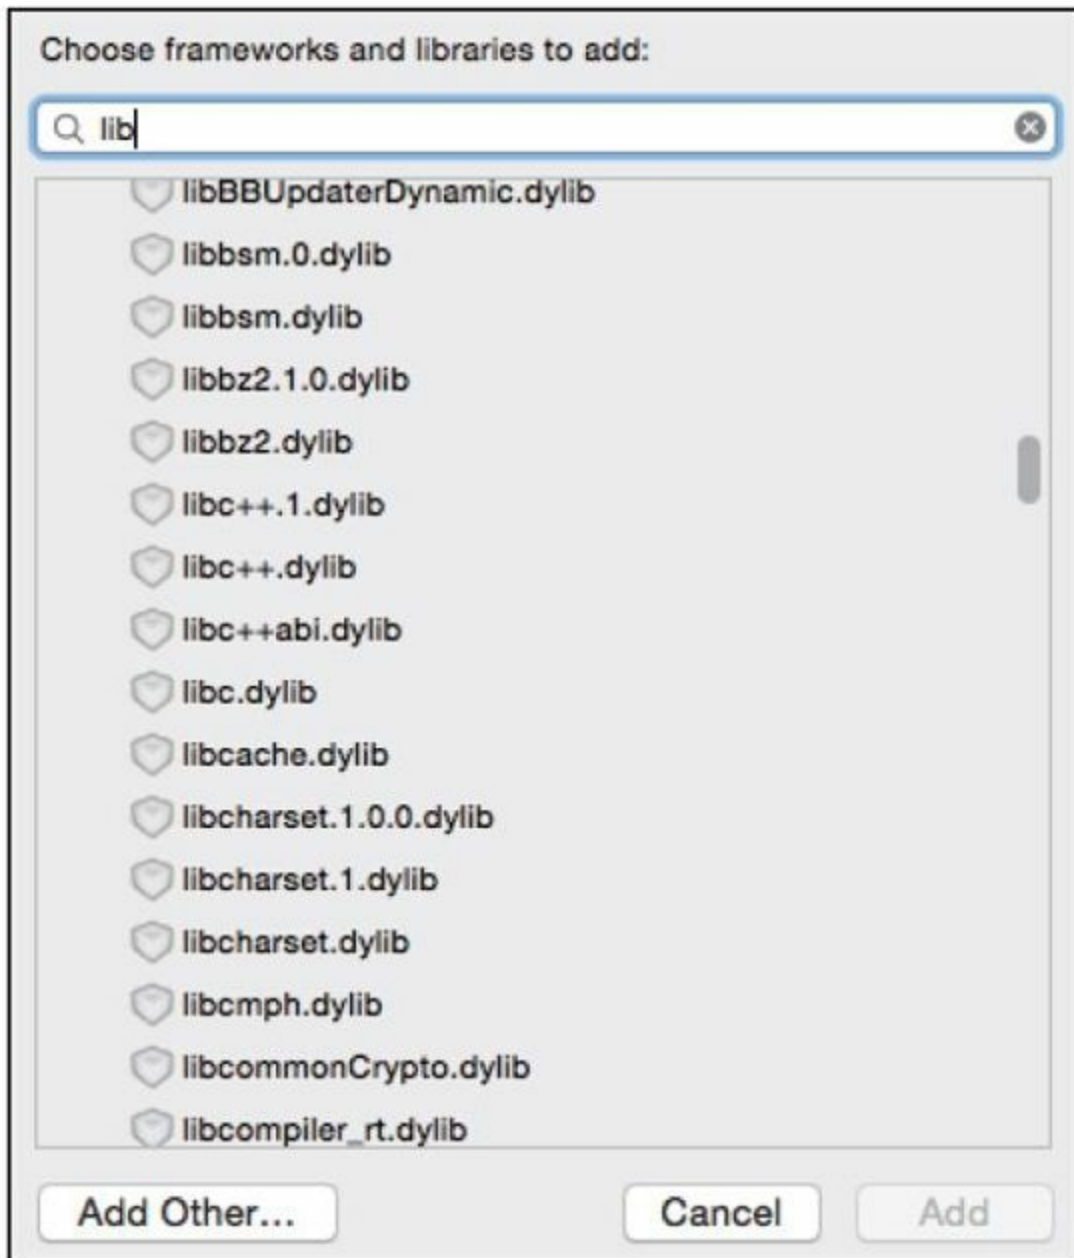 Choose frameworks and libraries to add:
lib
libBBUpdaterDynamic.dylib
libbsm.0.dylib
libbsm.dylib
libbz2.1.0.dylib
libbz2.dylib
libc++.1.dylib
libc++.dylib
libc++abi.dylib
libc.dylib
libcache.dylib
libcharset.1.0.0.dylib
libcharset.1.dylib
libcharset.dylib
libcmph.dylib
libcommonCrypto.dylib
libcompiler_rt.dylib
Add Other... Cancel Add